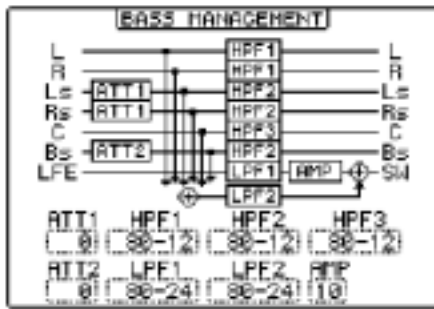 BASS MANAGEMENT
L HPF1 L
R HPF1 R
Ls ATT1 HPF2 Ls
Rs ATT1 HPF2 Rs
C HPF3 C
Bs ATT2 HPF2 Bs
LFE LPF1 AMP SW
LPF2
ATT1 HPF1 HPF2 HPF3
0 80-12 80-12 80-12
ATT2 LPF1 LPF2 AMP
0 80-24 80-24 10